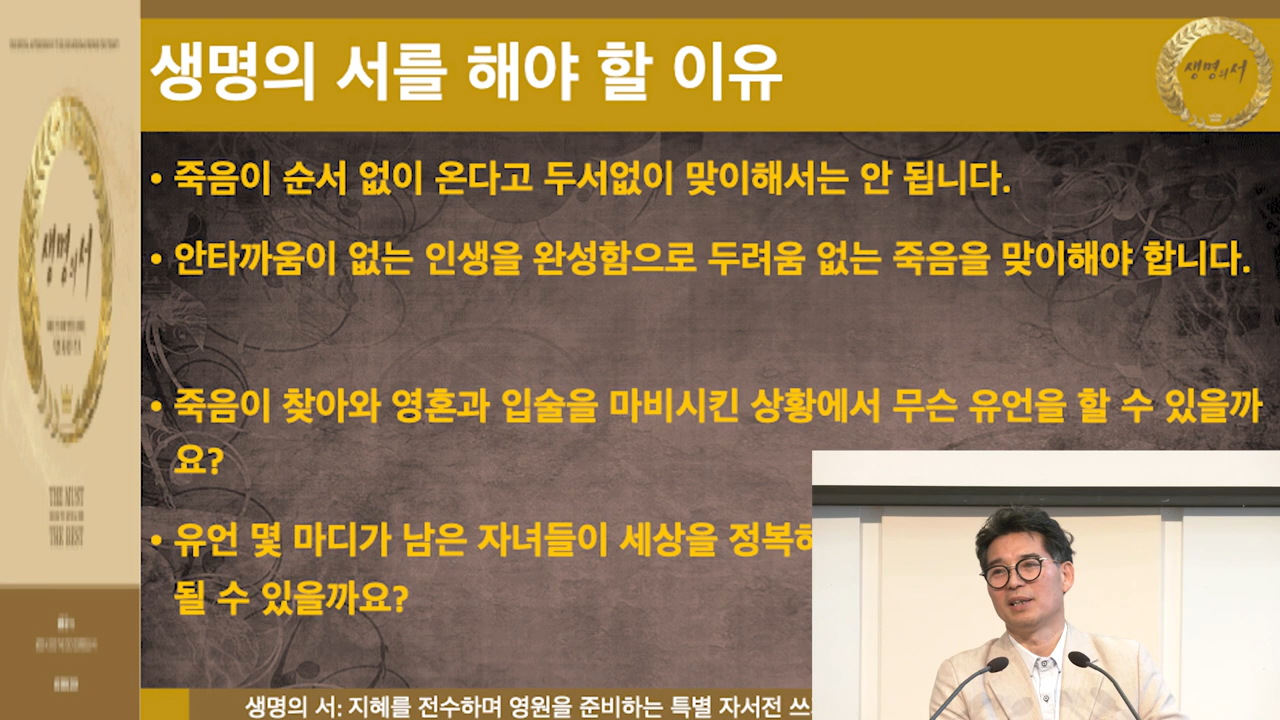 생명의 서를 해야 할 이유
생명의서
• 죽음이 순서 없이 온다고 두서없이 맞이해서는 안 됩니다.
• 안타까움이 없는 인생을 완성함으로 두려움 없는 죽음을 맞이해야 합니다.
생명의서
• 죽음이 찾아와 영혼과 입술을 마비시킨 상황에서 무슨 유언을 할 수 있을까
요?
• 유언 몇 마디가 남은 자녀들이 세상을 정복하
될 수 있을까요?
THE MUST
THE BEST
생명의 서: 지혜를 전수하며 영원을 준비하는 특별 자서전 쓰